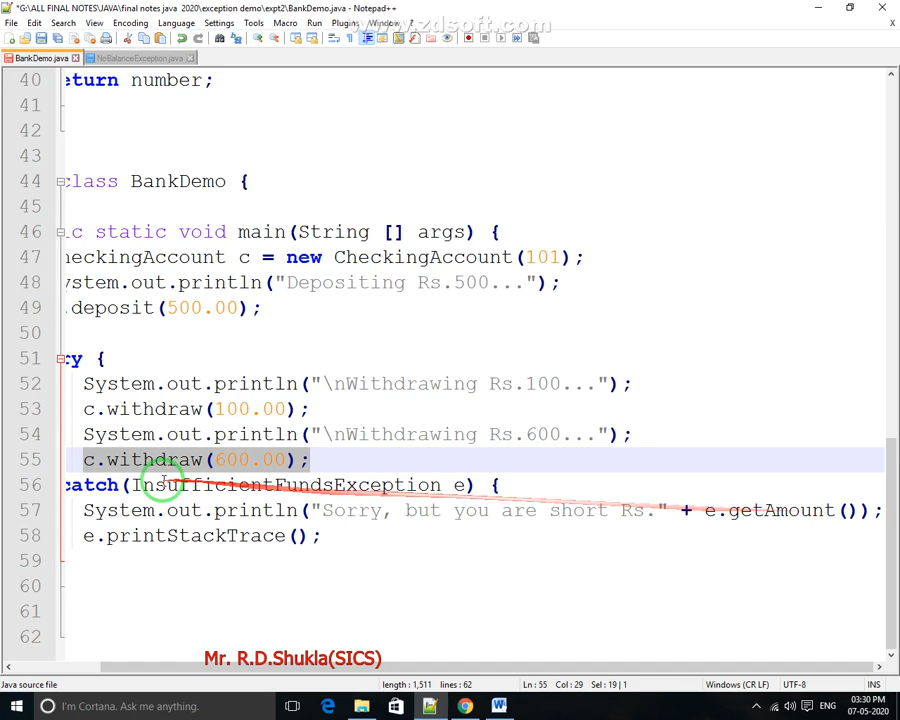 *G:\ALL FINAL NOTES\JAVA\final notes java 2020\exception demo\expt2\BankDemo.java - Notepad++
File Edit Search View Encoding Language Settings Tools Macro Run Plugins Window ?
www.zdsoft.com
BankDemo.java NoBalanceException.java
40 eturn number;
41
42
43
44 class BankDemo {
45
46 ic static void main(String [] args) {
47 heckingAccount c = new CheckingAccount(101);
48 ystem.out.println("Depositing Rs.500...");
49 .deposit(500.00);
50
51 ry {
52 System.out.println("\nWithdrawing Rs.100...");
53 c.withdraw(100.00);
54 System.out.println("\nWithdrawing Rs.600...");
55 c.withdraw(600.00);
56 catch(InsufficientFundsException e) {
57 System.out.println("Sorry, but you are short Rs." + e.getAmount());
58 e.printStackTrace();
59
60
61
62
Mr. R.D.Shukla(SICS)
Java source file length : 1,511 lines : 62 Ln : 55 Col : 29 Sel : 19 | 1 Windows (CR LF) UTF-8 INS
I'm Cortana. Ask me anything. ENG 03:30 PM
07-05-2020